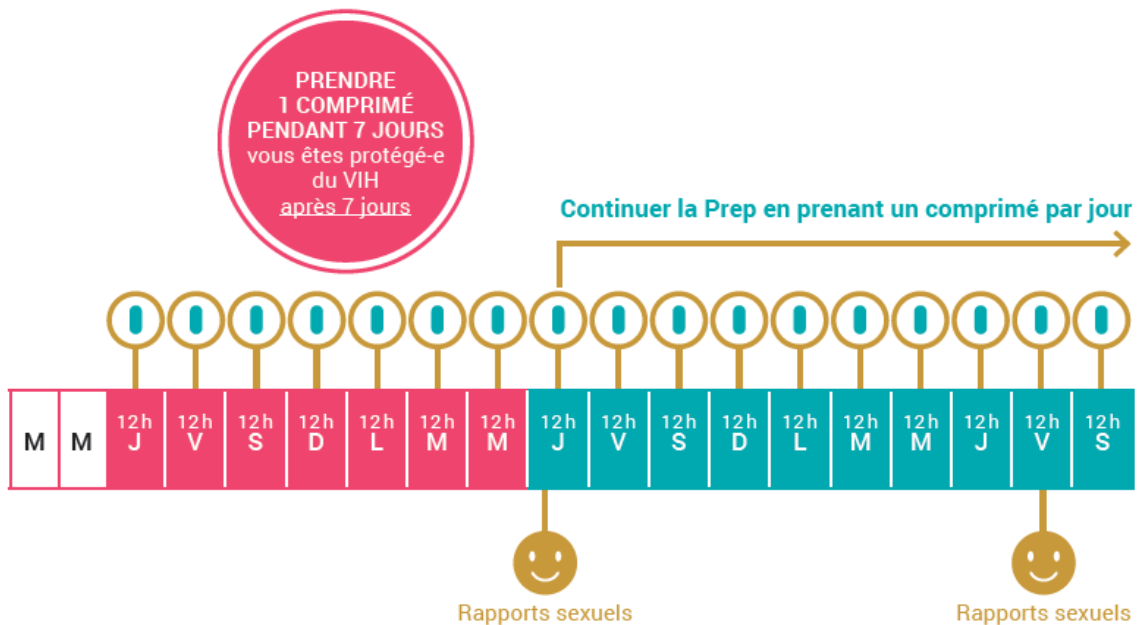 PRENDRE
1 COMPRIMÉ
PENDANT 7 JOURS
vous êtes protégé-e
du VIH
après 7 jours
Continuer la Prep en prenant un comprimé par jour
12h 12h 12h 12h 12h 12h 12h 12h 12h 12h 12h 12h 12h 12h 12h 12h 12h
M M J V S D L M M J V S D L M M J V S
Rapports sexuels Rapports sexuels